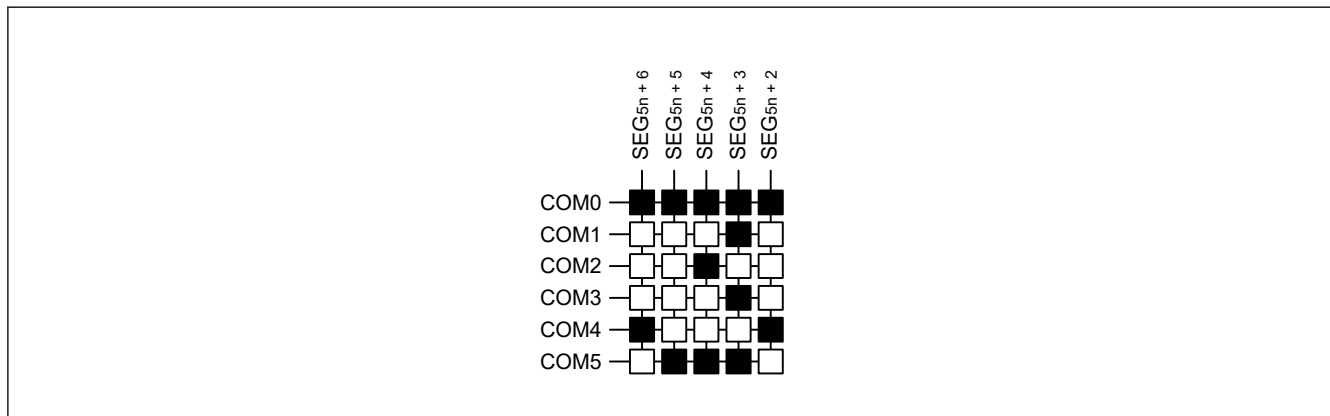 SEG5n + 6
SEG5n + 5
SEG5n + 4
SEG5n + 3
SEG5n + 2
COM0
COM1
COM2
COM3
COM4
COM5